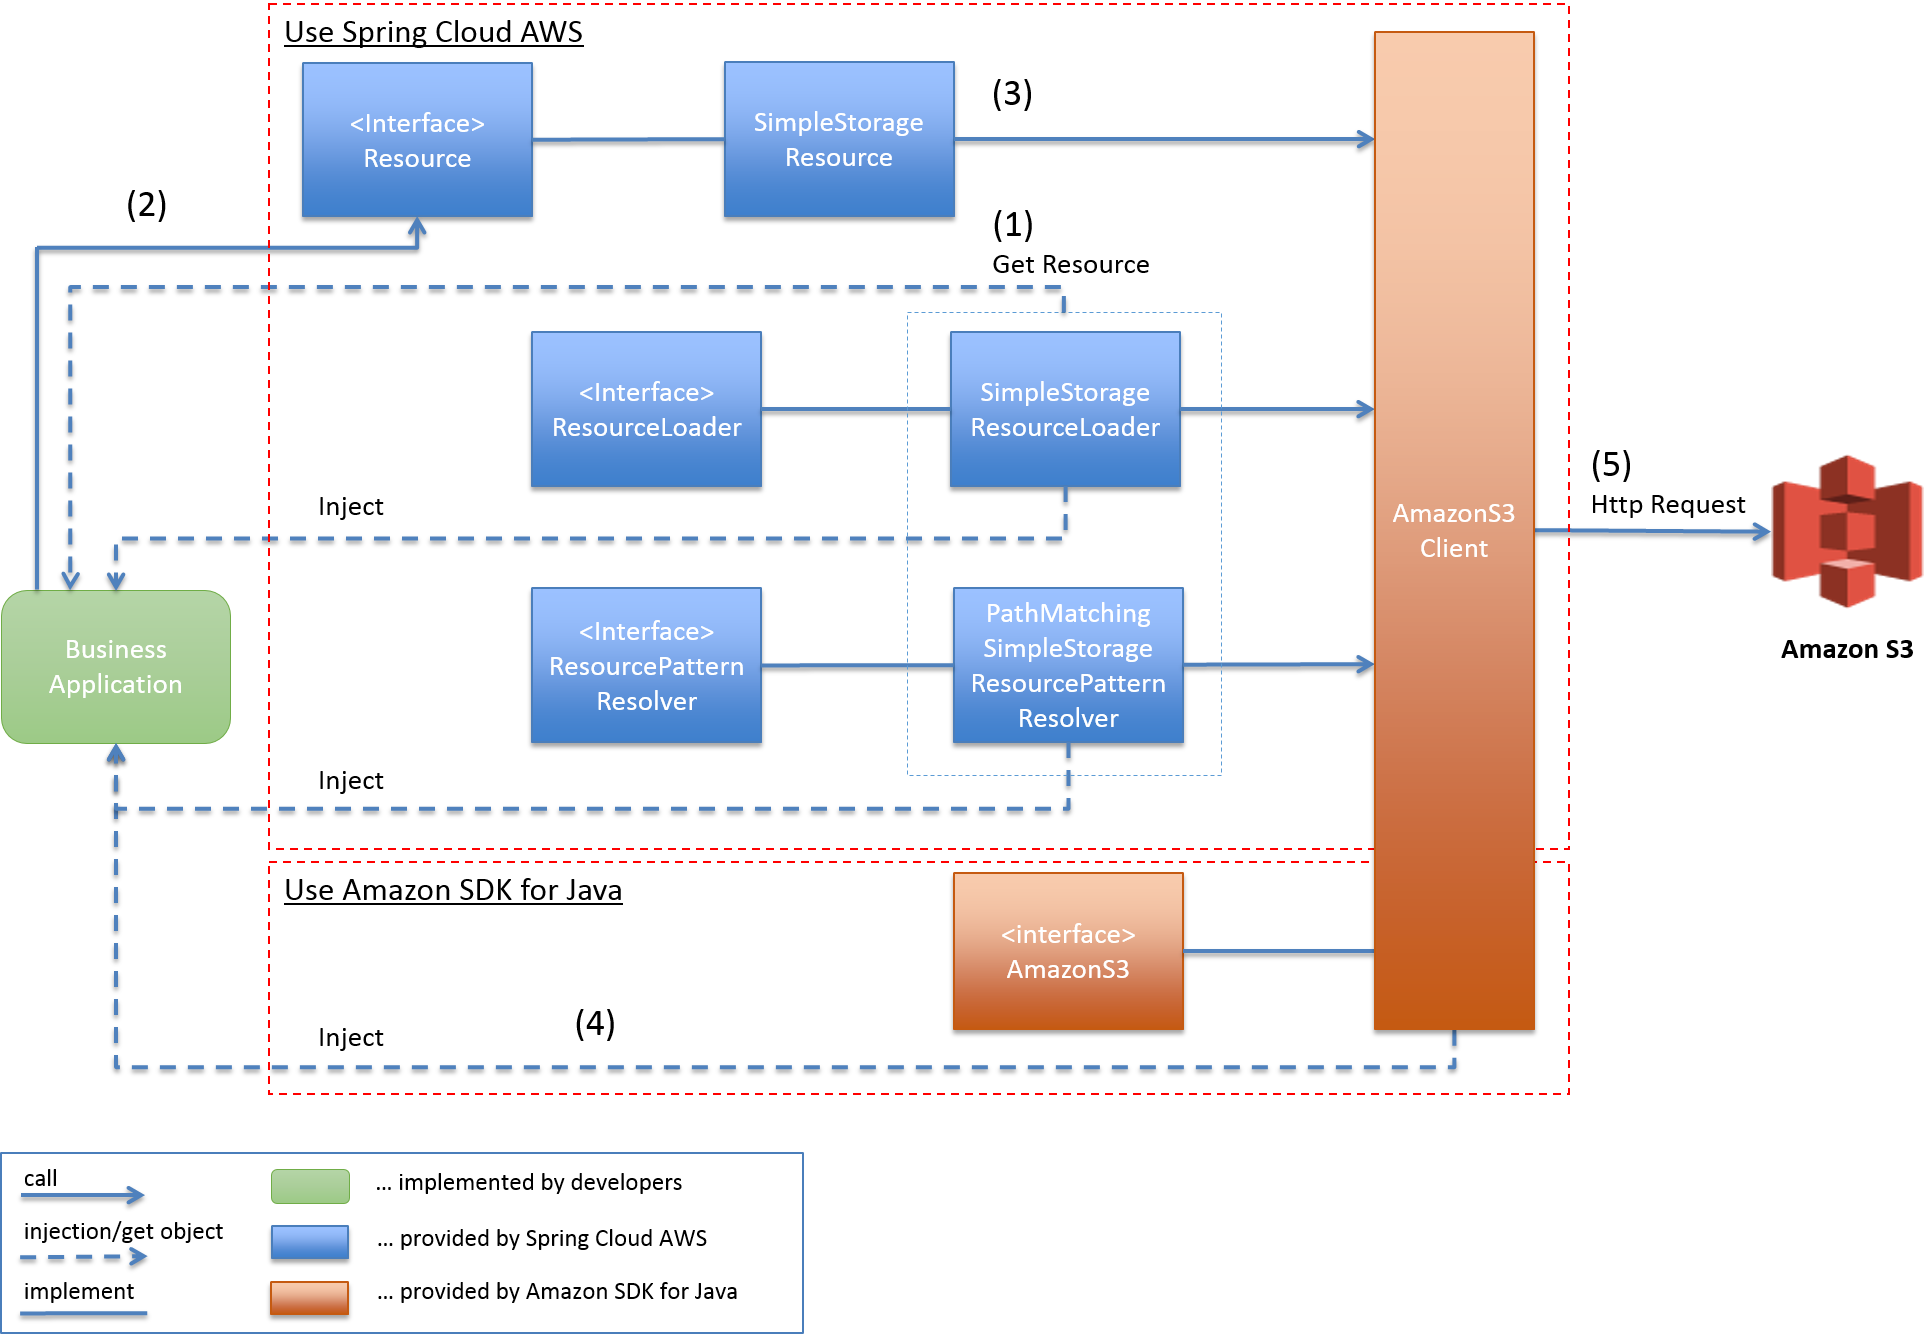 Use Spring Cloud AWS
<Interface>
Resource
SimpleStorage
Resource
(3)
(2)
(1)
Get Resource
<Interface>
ResourceLoader
SimpleStorage
ResourceLoader
Inject
AmazonS3
Client
(5)
Http Request
Amazon S3
Business
Application
<Interface>
ResourcePattern
Resolver
PathMatching
SimpleStorage
ResourcePattern
Resolver
Inject
Use Amazon SDK for Java
<interface>
AmazonS3
Inject
(4)
call
... implemented by developers
injection/get object
... provided by Spring Cloud AWS
implement
... provided by Amazon SDK for Java